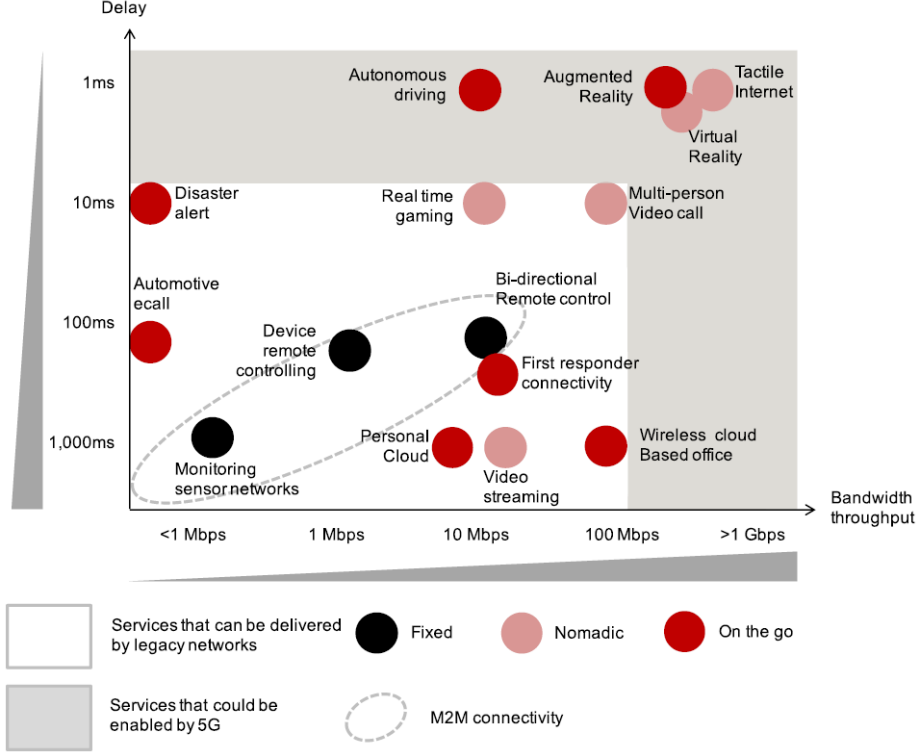 Delay
1ms
Autonomous
driving
Augmented
Reality
Tactile
Internet
Virtual
Reality
10ms
Disaster
alert
Real time
gaming
Multi-person
Video call
Automotive
ecall
Bi-directional
Remote control
100ms
Device
remote
controlling
First responder
connectivity
1,000ms
Monitoring
sensor networks
Personal
Cloud
Video
streaming
Wireless cloud
Based office
Bandwidth
throughput
<1 Mbps
1 Mbps
10 Mbps
100 Mbps
>1 Gbps
Services that can be delivered
by legacy networks
Fixed
Nomadic
On the go
Services that could be
enabled by 5G
M2M connectivity